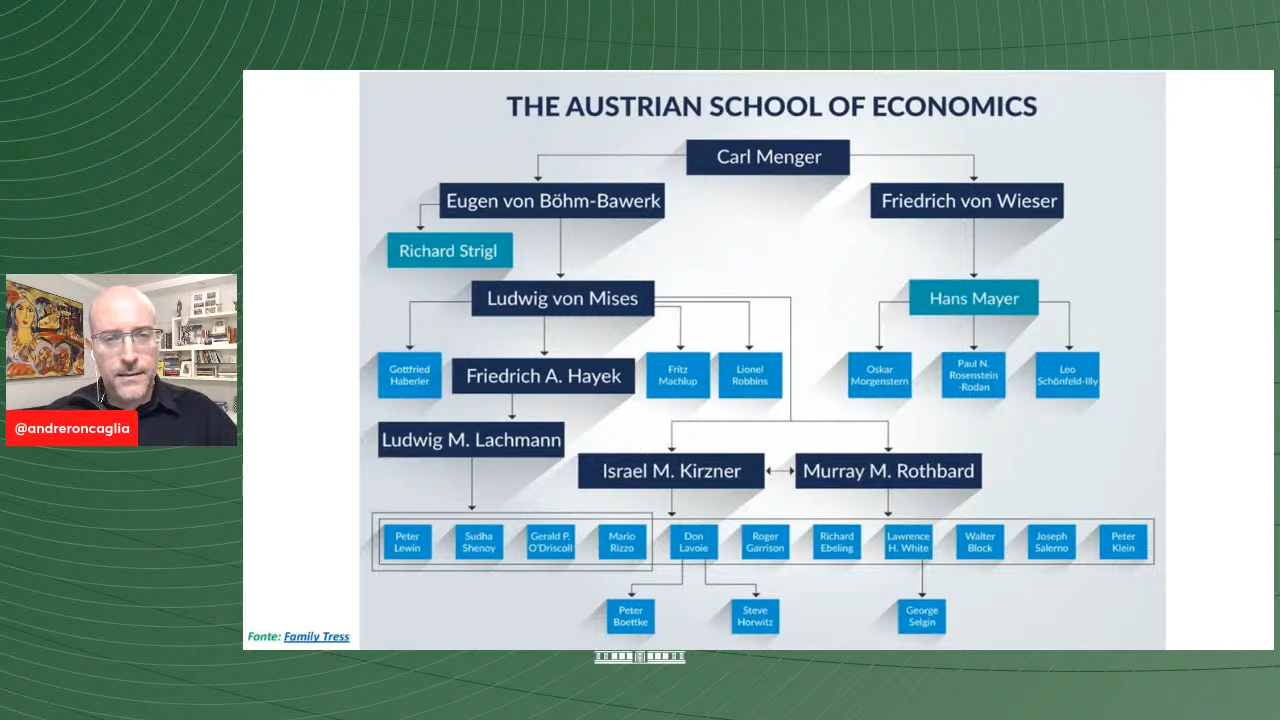 THE AUSTRIAN SCHOOL OF ECONOMICS
Carl Menger
Eugen von Böhm-Bawerk
Friedrich von Wieser
Richard Strigl
Ludwig von Mises
Hans Mayer
Gottfried
Haberler
Friedrich A. Hayek
Fritz
Machlup
Lionel
Robbins
Oskar
Morgenstern
Paul N.
Rosenstein
-Rodan
Leo
Schönfeld-Illy
@andreroncaglia
Ludwig M. Lachmann
Israel M. Kirzner
Murray M. Rothbard
Peter
Lewin
Sudha
Shenoy
Gerald P.
O'Driscoll
Mario
Rizzo
Don
Lavoie
Roger
Garrison
Richard
Ebeling
Lawrence
H. White
Walter
Block
Joseph
Salerno
Peter
Klein
Peter
Boettke
Steve
Horwitz
George
Selgin
Fonte: Family Tress